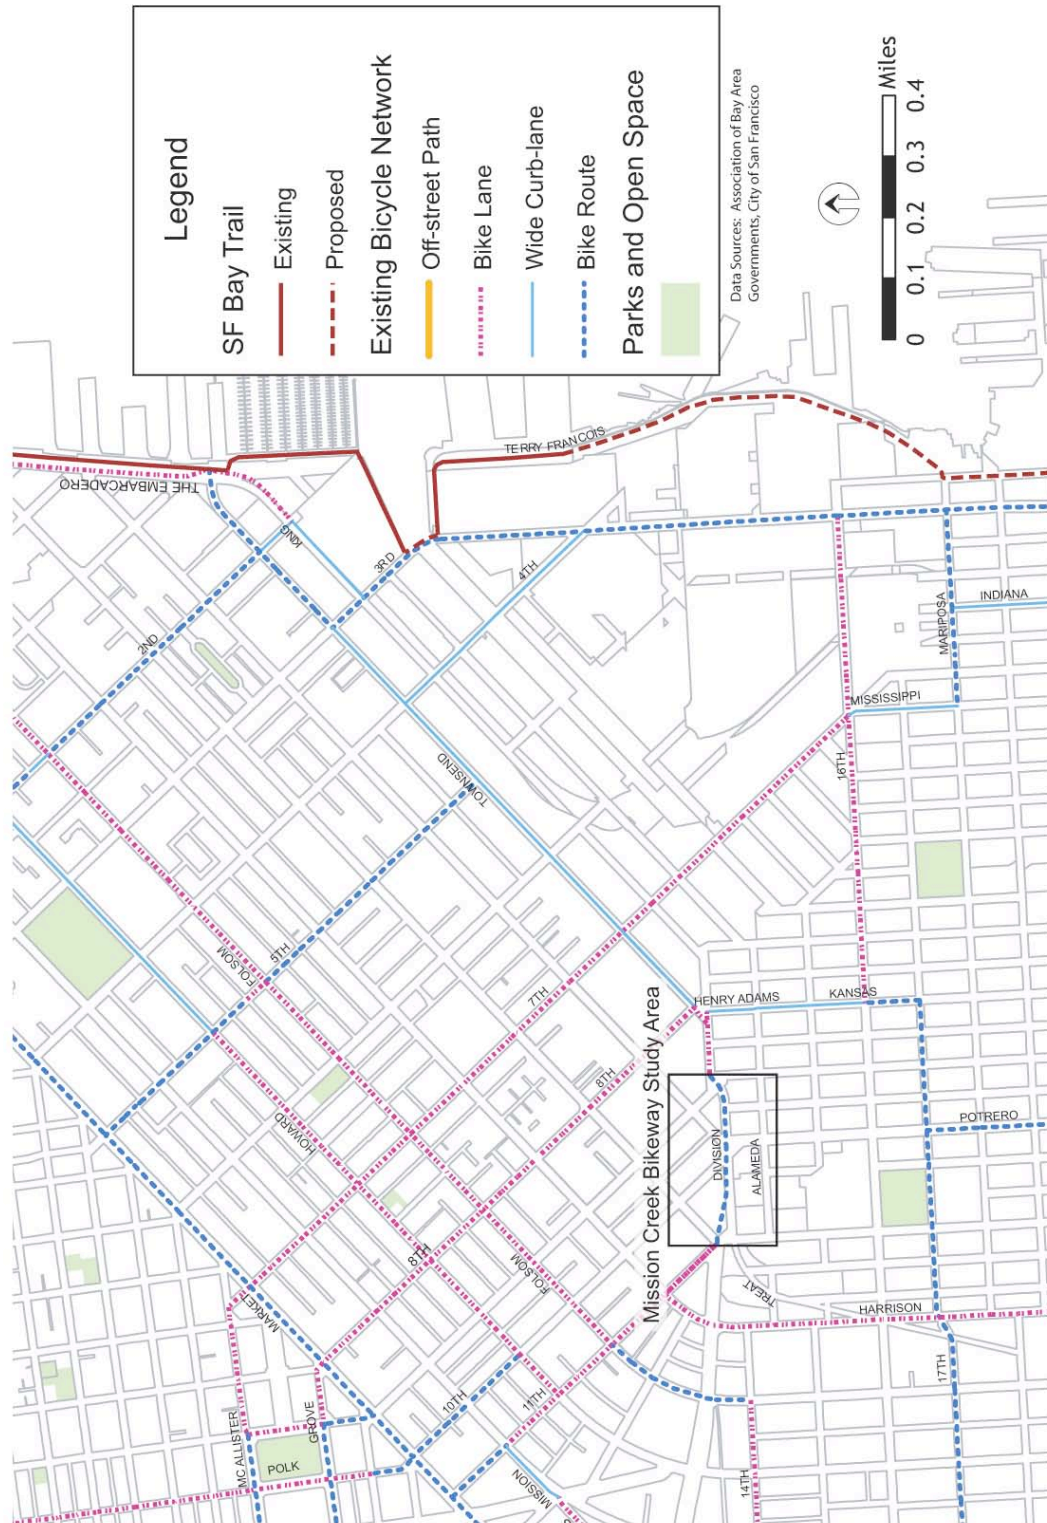 Legend
SF Bay Trail
Existing
Proposed
Existing Bicycle Network
Off-street Path
Bike Lane
Wide Curb-lane
Bike Route
Parks and Open Space
Data Sources: Association of Bay Area
Governments, City of San Francisco
Miles
0 0.1 0.2 0.3 0.4
THE EMBARCADERO
KING
2ND
3RD
4TH
TERRY FRANCOIS
TOWNSEND
5TH
FOLSOM
7TH
HOWARD
8TH
8TH
FOLSOM
MARKET
MC ALLISTER
GROVE
POLK
10TH
11TH
MISSION
14TH
Mission Creek Bikeway Study Area
DIVISION
ALAMEDA
TREAT
HARRISON
17TH
POTRERO
HENRY ADAMS
KANSAS
16TH
MISSISSIPPI
MARIPOSA
INDIANA